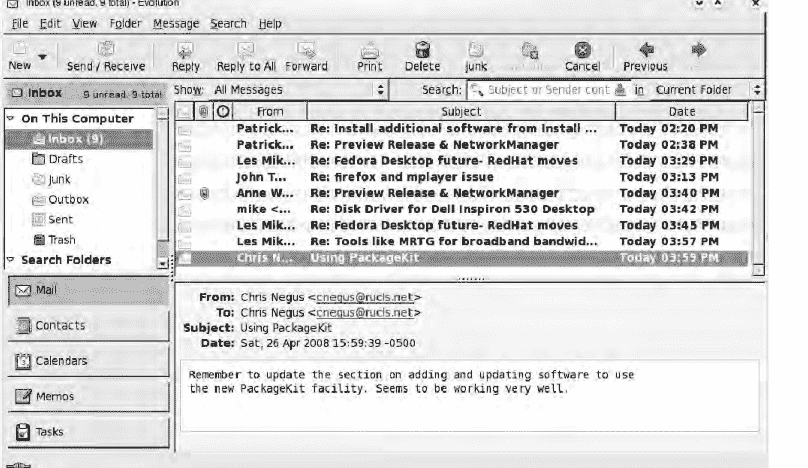 Inbox (9 unread, 9 total) - Evolution
File Edit View Folder Message Search Help
New Send / Receive Reply Reply to All Forward Print Delete Junk Cancel Previous
Inbox 9 unread, 9 total Show: All Messages Search: Subject or Sender cont in Current Folder
From Subject Date
On This Computer
Inbox (9)
Drafts
Junk
Outbox
Sent
Trash
Search Folders
Mail
Contacts
Calendars
Memos
Tasks
Patrick... Re: Install additional software from Install ... Today 02:20 PM
Patrick... Re: Preview Release & NetworkManager Today 02:38 PM
Les Mik... Re: Fedora Desktop future- RedHat moves Today 03:29 PM
John T... Re: firefox and mplayer issue Today 03:13 PM
Anne W... Re: Preview Release & NetworkManager Today 03:40 PM
mike <... Re: Disk Driver for Dell Inspiron 530 Desktop Today 03:42 PM
Les Mik... Re: Fedora Desktop future- RedHat moves Today 03:45 PM
Les Mik... Re: Tools like MRTG for broadband bandwid... Today 03:57 PM
Chris N... Using PackageKit Today 03:59 PM
From: Chris Negus <cnegus@rucls.net>
To: Chris Negus <cnegus@rucls.net>
Subject: Using PackageKit
Date: Sat, 26 Apr 2008 15:59:39 -0500
Remember to update the section on adding and updating software to use
the new PackageKit facility. Seems to be working very well.